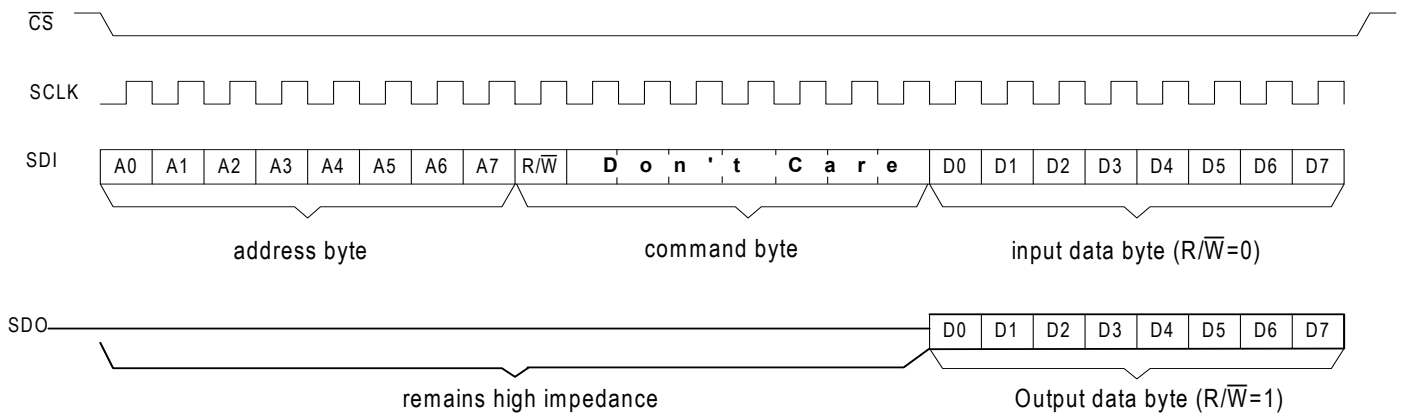 C̅S̅
SCLK
SDI A0 A1 A2 A3 A4 A5 A6 A7 R/W̅ Don't Care D0 D1 D2 D3 D4 D5 D6 D7
address byte command byte input data byte (R/W̅=0)
SDO D0 D1 D2 D3 D4 D5 D6 D7
remains high impedance Output data byte (R/W̅=1)